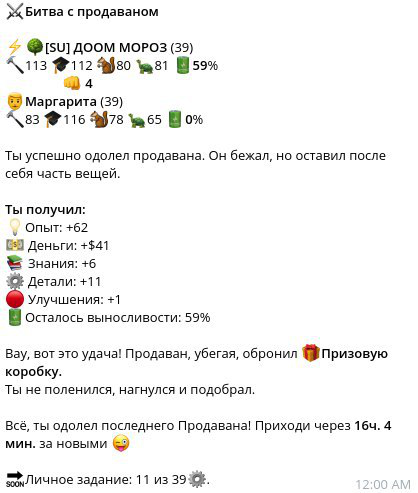 ⚔Битва с продаваном
⚡🌳[SU] ДООМ МОРОЗ (39)
🔨113 🎓112 🐿80 🐢81 🔋59%
👊 4
👨Маргарита (39)
🔨83 🎓116 🐿78 🐢65 🔋0%
Ты успешно одолел продавана. Он бежал, но оставил после
себя часть вещей.
Ты получил:
💡Опыт: +62
💵 Деньги: +$41
📚 Знания: +6
⚙ Детали: +11
🔴 Улучшения: +1
🔋Осталось выносливости: 59%
Вау, вот это удача! Продаван, убегая, обронил 🎁Призовую
коробку.
Ты не поленился, нагнулся и подобрал.
Всё, ты одолел последнего Продавана! Приходи через 16ч. 4
мин. за новыми 😜
🔜Личное задание: 11 из 39⚙.
12:00 AM